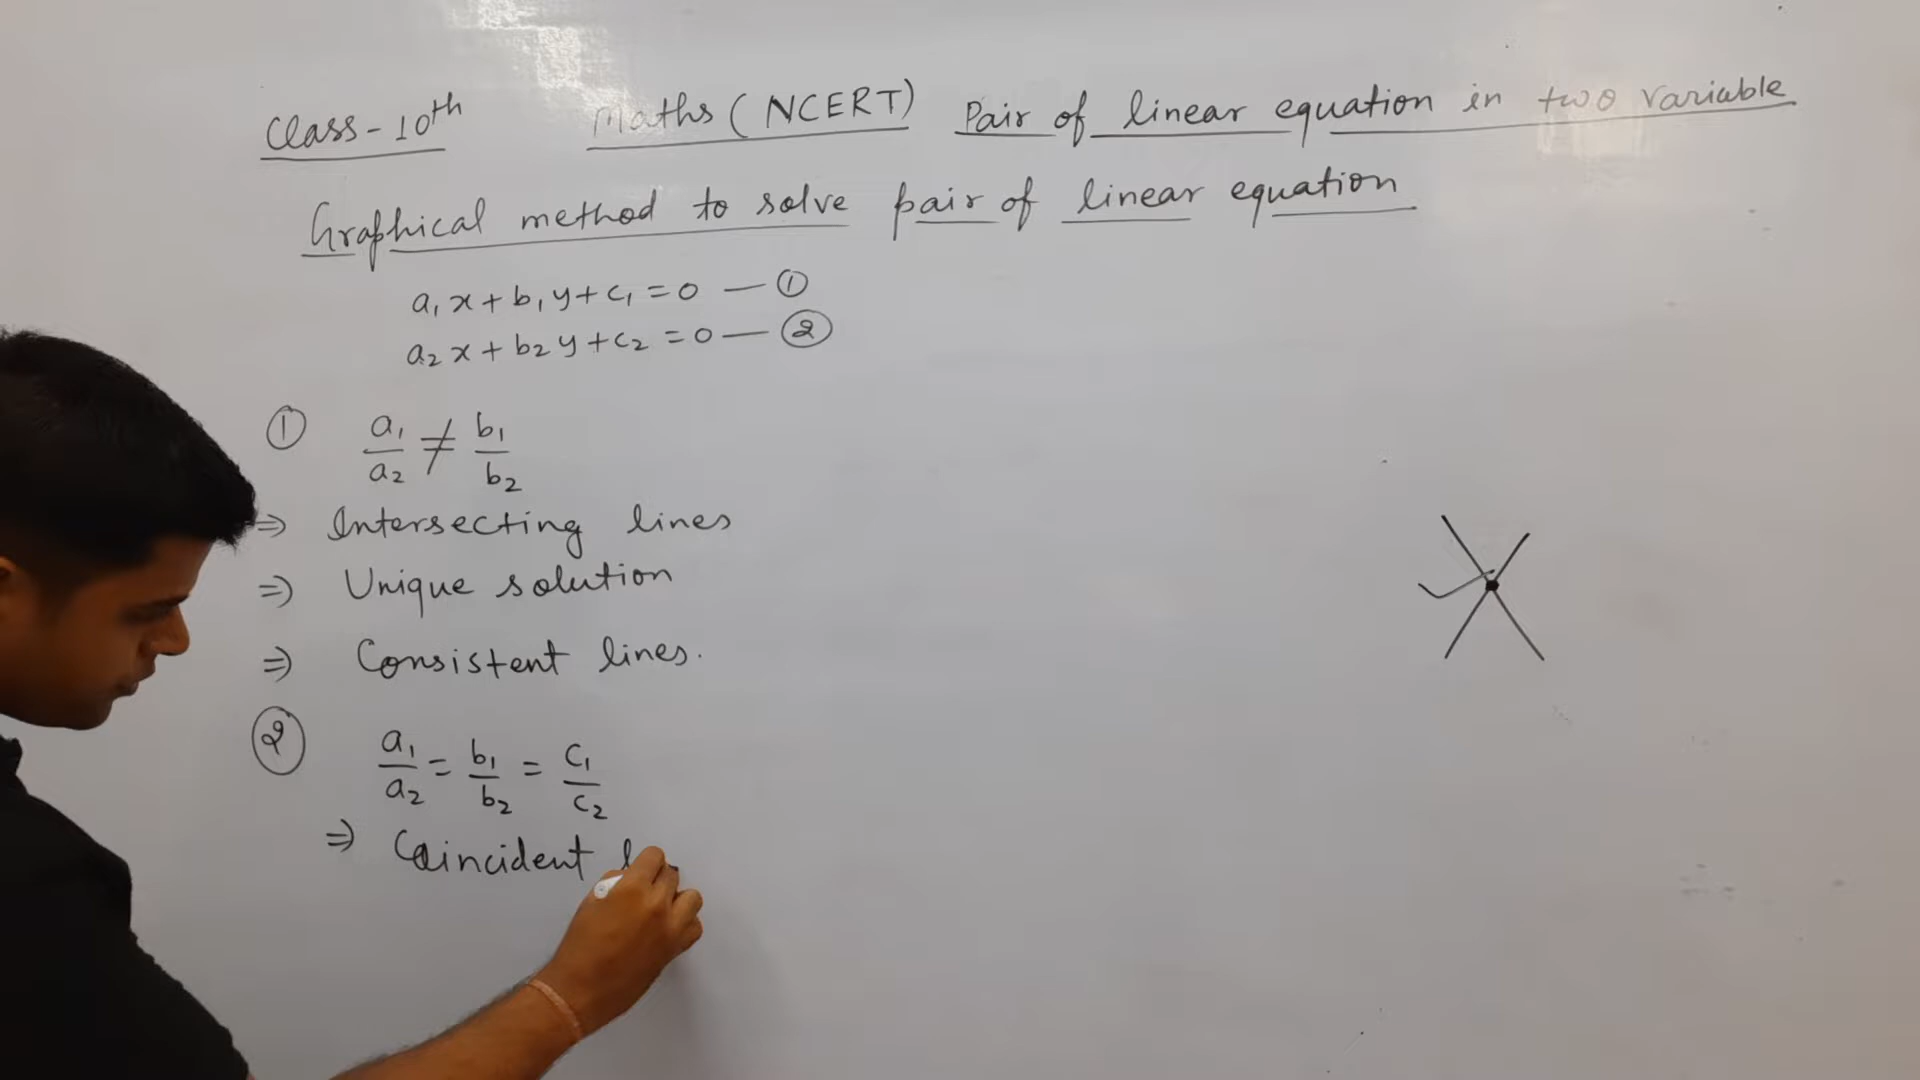 Class-10th Maths (NCERT) Pair of linear equation in two variable
Graphical method to solve pair of linear equation
a₁x+b₁y+c₁=0 — ①
a₂x+b₂y+c₂=0 — ②
① a₁/a₂ ≠ b₁/b₂
⇒ Intersecting lines
⇒ Unique solution
⇒ Consistent lines.
② a₁/a₂ = b₁/b₂ = c₁/c₂
⇒ Coincident